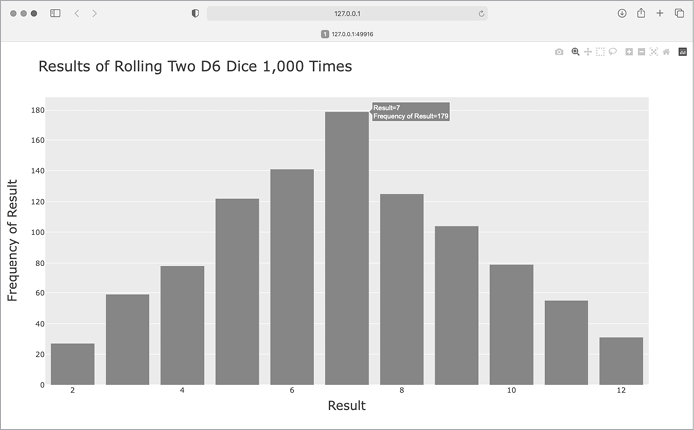 127.0.0.1
1 127.0.0.1:49916
Results of Rolling Two D6 Dice 1,000 Times
Result=7
Frequency of Result=179
180
160
140
120
100
80
60
40
20
0
Frequency of Result
2 4 6 8 10 12
Result